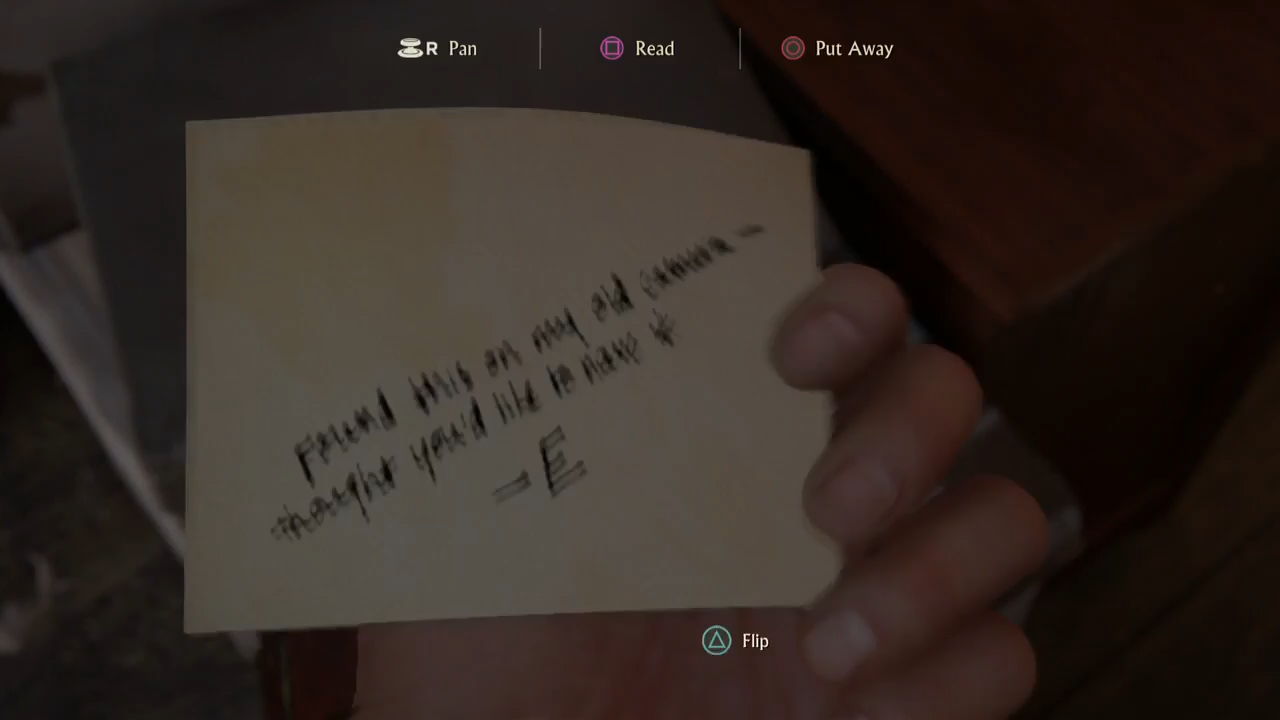 R Pan
Read
Put Away
Found this on my old camera —
thought you'd like to have it
- E
Flip